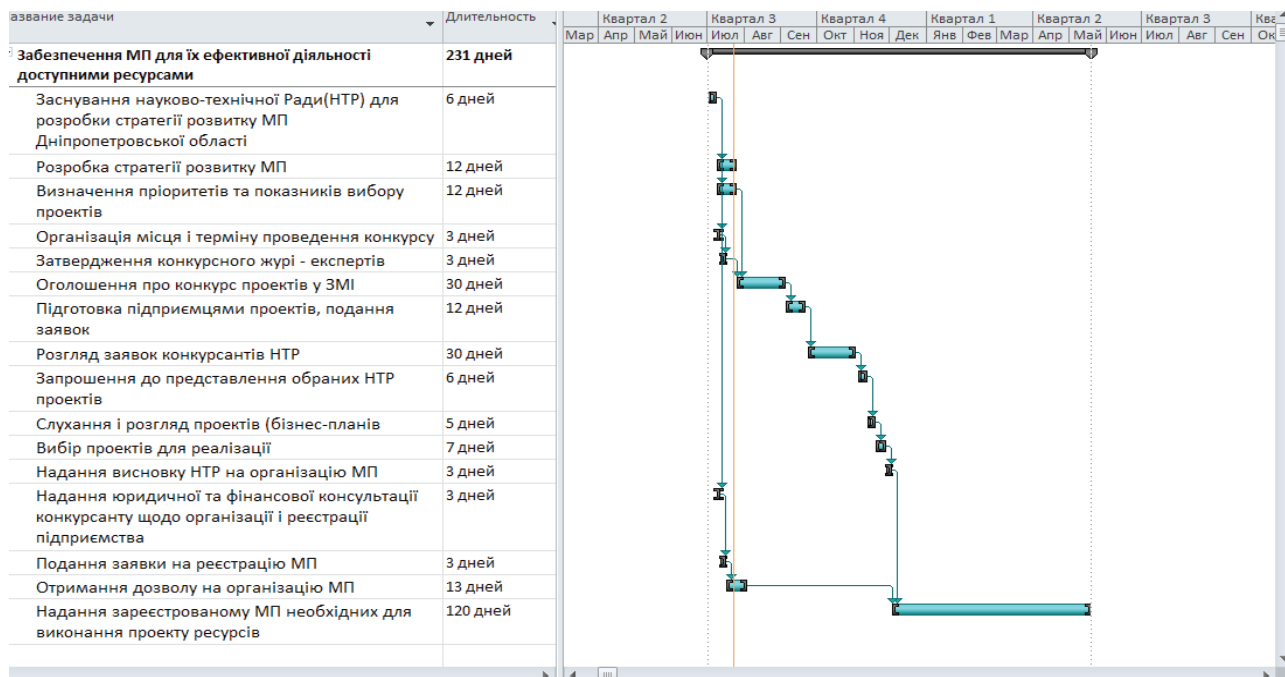 азвание задачи
Длительность
Квартал 2 Квартал 3 Квартал 4 Квартал 1 Квартал 2 Квартал 3 Ква
Мар Апр Май Июн Июл Авг Сен Окт Ноя Дек Янв Фев Мар Апр Май Июн Июл Авг Сен Ок
Забезпечення МП для їх ефективної діяльності 231 дней
доступними ресурсами
Заснування науково-технічної Ради(НТР) для 6 дней
розробки стратегії розвитку МП
Дніпропетровської області
Розробка стратегії розвитку МП 12 дней
Визначення пріоритетів та показників вибору 12 дней
проектів
Організація місця і терміну проведення конкурсу 3 дней
Затвердження конкурсного журі - експертів 3 дней
Оголошення про конкурс проектів у ЗМІ 30 дней
Підготовка підприємцями проектів, подання 12 дней
заявок
Розгляд заявок конкурсантів НТР 30 дней
Запрошення до представлення обраних НТР 6 дней
проектів
Слухання і розгляд проектів (бізнес-планів 5 дней
Вибір проектів для реалізації 7 дней
Надання висновку НТР на організацію МП 3 дней
Надання юридичної та фінансової консультації 3 дней
конкурсанту щодо організації і реєстрації
підприємства
Подання заявки на реєстрацію МП 3 дней
Отримання дозволу на організацію МП 13 дней
Надання зареєстрованому МП необхідних для 120 дней
виконання проекту ресурсів